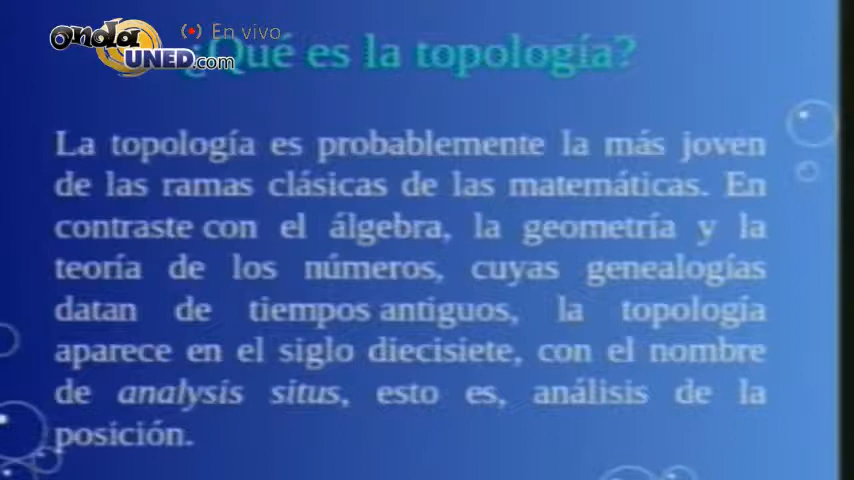 onda
UNED.com
En vivo
¿Qué es la topología?
La topología es probablemente la más joven
de las ramas clásicas de las matemáticas. En
contraste con el álgebra, la geometría y la
teoría de los números, cuyas genealogías
datan de tiempos antiguos, la topología
aparece en el siglo diecisiete, con el nombre
de analysis situs, esto es, análisis de la
posición.